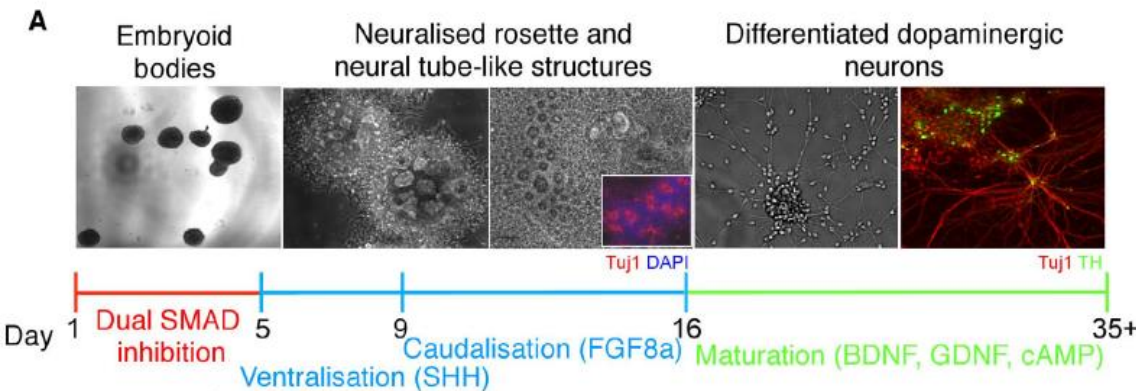 A
Embryoid
bodies
Neuralised rosette and
neural tube-like structures
Differentiated dopaminergic
neurons
Tuj1 DAPI
Tuj1 TH
Day
1
5
9
16
35+
Dual SMAD
inhibition
Ventralisation (SHH)
Caudalisation (FGF8a)
Maturation (BDNF, GDNF, cAMP)